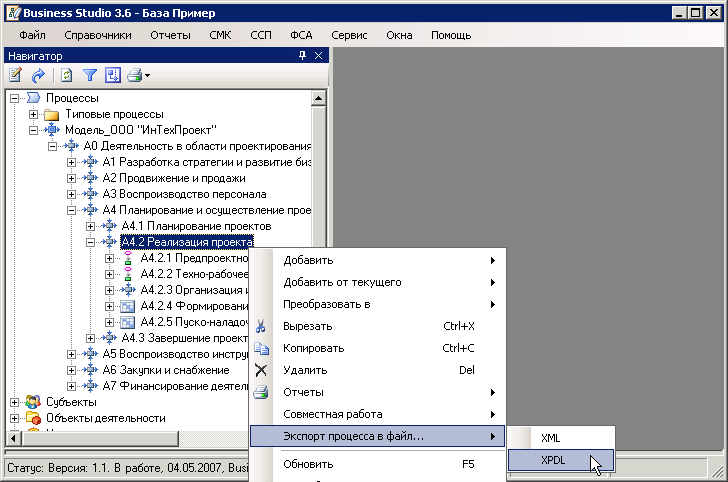 Business Studio 3.6 - База Пример
Файл Справочники Отчеты СМК ССП ФСА Сервис Окна Помощь
Навигатор
Процессы
Типовые процессы
Модель_ООО "ИнТехПроект"
А0 Деятельность в области проектирования
А1 Разработка стратегии и развитие биз
А2 Продвижение и продажи
А3 Воспроизводство персонала
А4 Планирование и осуществление прое
А4.1 Планирование проектов
А4.2 Реализация проекта
А4.2.1 Предпроектно
А4.2.2 Техно-рабочее
А4.2.3 Организация и
А4.2.4 Формировани
А4.2.5 Пуско-наладоч
А4.3 Завершение проект
А5 Воспроизводство инстру
А6 Закупки и снабжение
А7 Финансирование деятел
Субъекты
Объекты деятельности
Добавить
Добавить от текущего
Преобразовать в
Вырезать Ctrl+X
Копировать Ctrl+C
Удалить Del
Отчеты
Совместная работа
Экспорт процесса в файл...
Обновить F5
XML
XPDL
Статус: Версия: 1.1. В работе, 04.05.2007, Busi